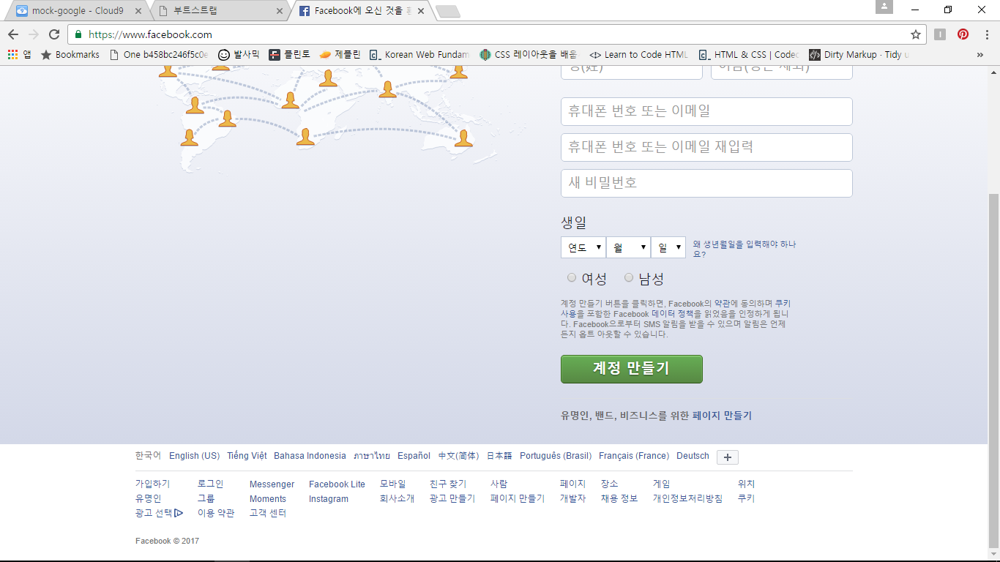 mock-google - Cloud9
부트스트랩
Facebook에 오신 것을
https://www.facebook.com
앱
Bookmarks
One b458bc246f5c0e
발사믹
플린토
제플린
Korean Web Fundam
CSS 레이아웃을 배움
Learn to Code HTML
HTML & CSS | Codec
Dirty Markup · Tidy u
휴대폰 번호 또는 이메일
휴대폰 번호 또는 이메일 재입력
새 비밀번호
생일
연도 월 일
왜 생년월일을 입력해야 하나
요?
여성 남성
계정 만들기 버튼을 클릭하면, Facebook의 약관에 동의하며 쿠키
사용을 포함한 Facebook 데이터 정책을 읽었음을 인정하게 됩니
다. Facebook으로부터 SMS 알림을 받을 수 있으며 알림은 언제
든지 옵트 아웃할 수 있습니다.
계정 만들기
유명인, 밴드, 비즈니스를 위한 페이지 만들기
한국어 English (US) Tiếng Việt Bahasa Indonesia ภาษาไทย Español 中文(简体) 日本語 Português (Brasil) Français (France) Deutsch
가입하기 로그인 Messenger Facebook Lite 모바일 친구 찾기 사람 페이지 장소 게임 위치
유명인 그룹 Moments Instagram 회사소개 광고 만들기 페이지 만들기 개발자 채용 정보 개인정보처리방침 쿠키
광고 선택 이용 약관 고객 센터
Facebook © 2017